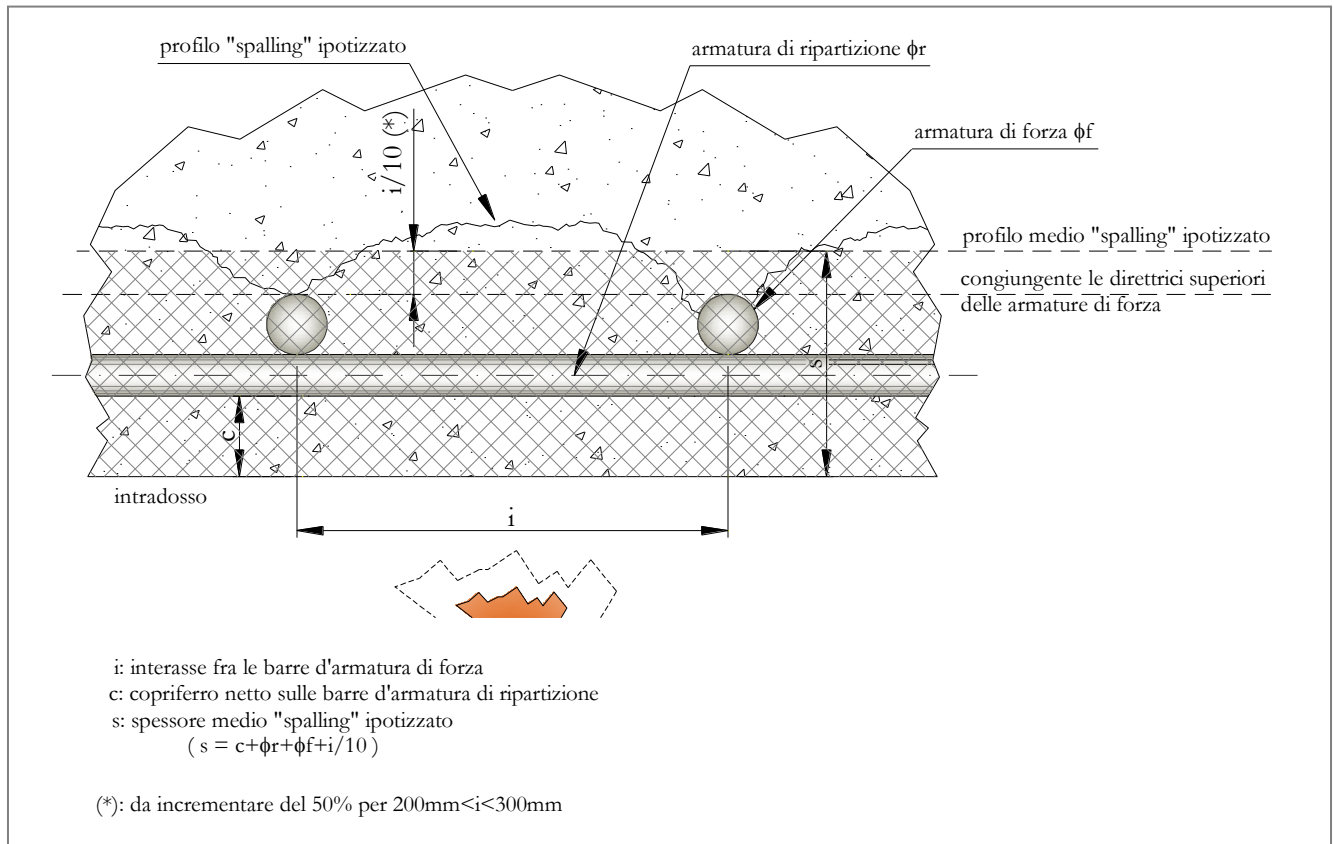 profilo "spalling" ipotizzato
armatura di ripartizione ϕr
i/10 (*)
armatura di forza ϕf
profilo medio "spalling" ipotizzato
congiungente le direttrici superiori
delle armature di forza
s
c
intradosso
i
i: interasse fra le barre d'armatura di forza
c: copriferro netto sulle barre d'armatura di ripartizione
s: spessore medio "spalling" ipotizzato
( s = c+ϕr+ϕf+i/10 )
(*): da incrementare del 50% per 200mm<i<300mm